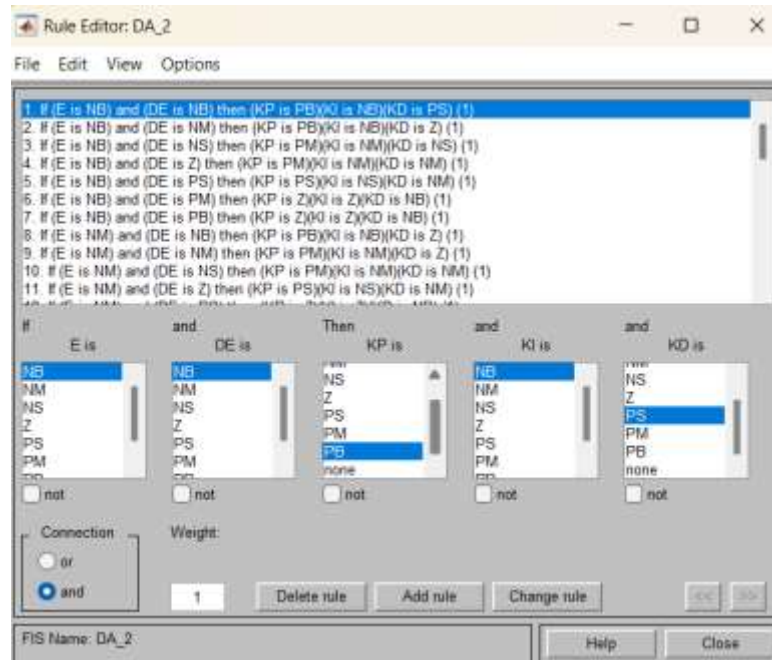 Rule Editor: DA_2
File Edit View Options
1. If (E is NB) and (DE is NB) then (KP is PB)(KI is NB)(KD is PS) (1)
2. If (E is NB) and (DE is NM) then (KP is PB)(KI is NB)(KD is Z) (1)
3. If (E is NB) and (DE is NS) then (KP is PM)(KI is NM)(KD is NS) (1)
4. If (E is NB) and (DE is Z) then (KP is PM)(KI is NM)(KD is NM) (1)
5. If (E is NB) and (DE is PS) then (KP is PS)(KI is NS)(KD is NM) (1)
6. If (E is NB) and (DE is PM) then (KP is Z)(KI is Z)(KD is NB) (1)
7. If (E is NB) and (DE is PB) then (KP is Z)(KI is Z)(KD is NB) (1)
8. If (E is NM) and (DE is NB) then (KP is PB)(KI is NB)(KD is Z) (1)
9. If (E is NM) and (DE is NM) then (KP is PM)(KI is NM)(KD is Z) (1)
10. If (E is NM) and (DE is NS) then (KP is PM)(KI is NM)(KD is NM) (1)
11. If (E is NM) and (DE is Z) then (KP is PS)(KI is NS)(KD is NM) (1)
If and Then and and
E is DE is KP is KI is KD is
NB NB NB
NM NM NS NM NS
NS NS Z NS Z
Z Z PS Z PS
PS PS PM PS PM
PM PM PB PM PB
none none
not not not not not
Connection Weight:
or
and 1 Delete rule Add rule Change rule << >>
FIS Name: DA_2 Help Close